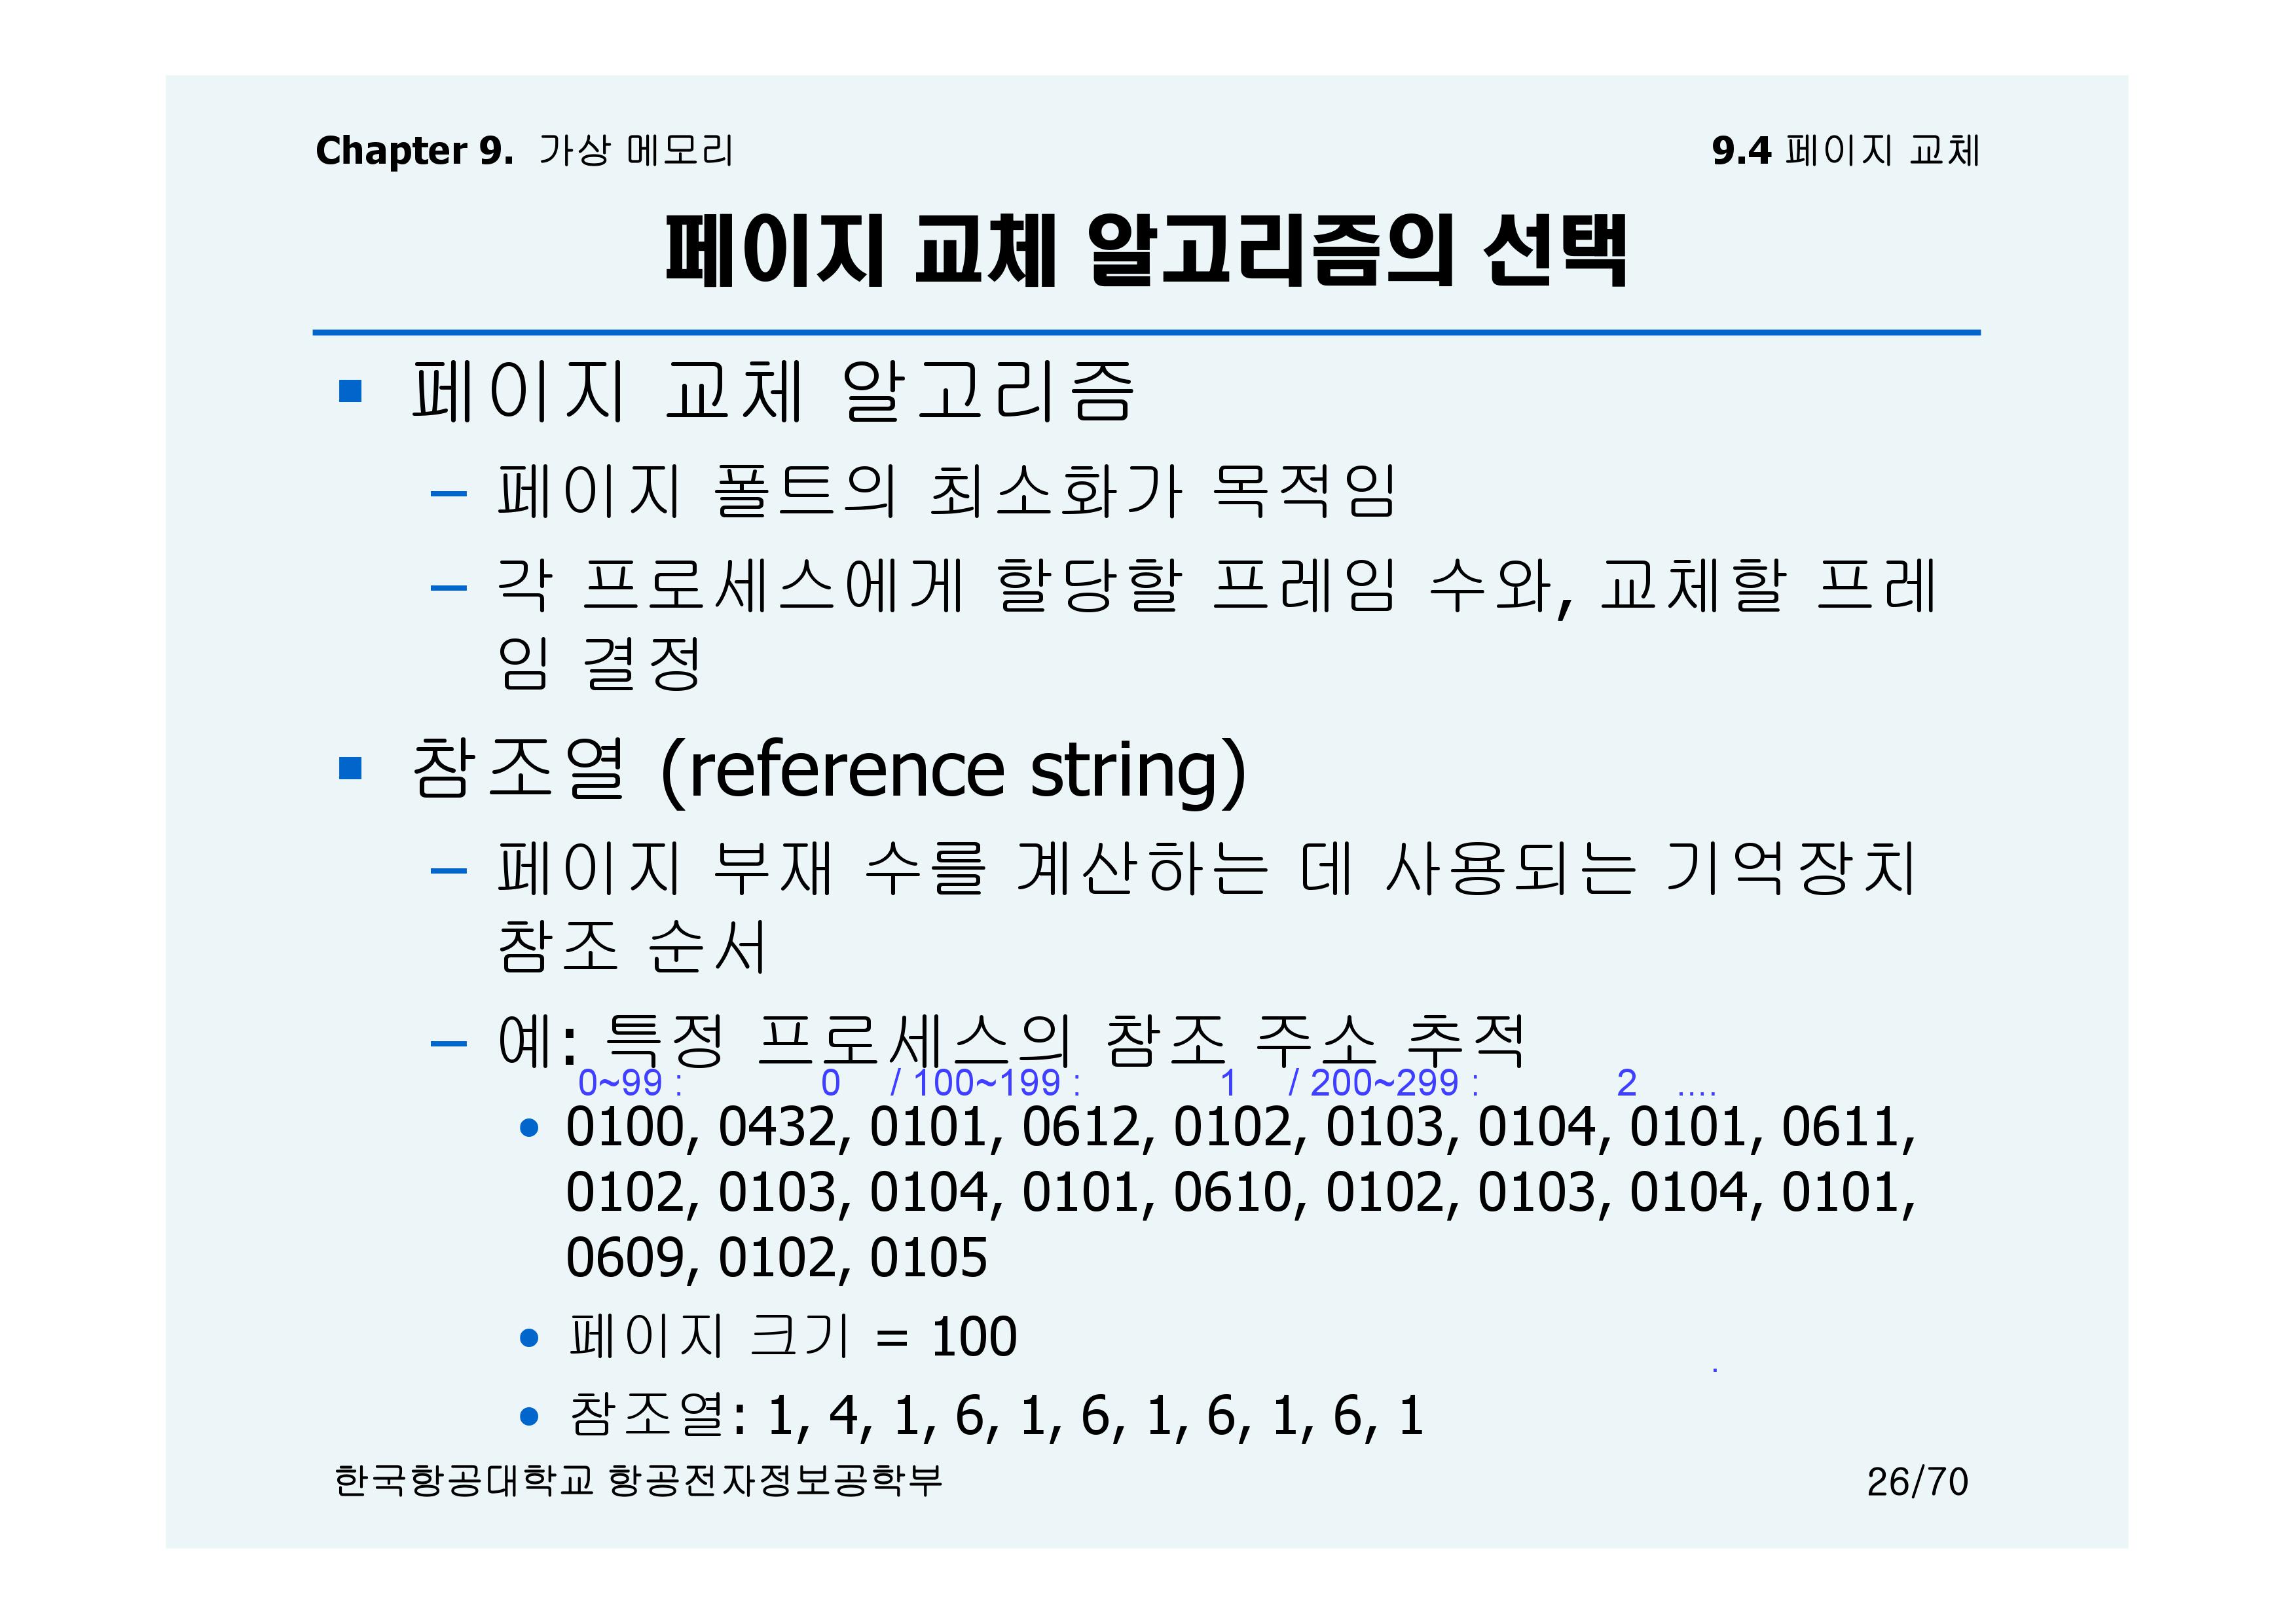 Chapter 9. 가상 메모리
9.4 페이지 교체
페이지 교체 알고리즘의 선택
■ 페이지 교체 알고리즘
– 페이지 폴트의 최소화가 목적임
– 각 프로세스에게 할당할 프레임 수와, 교체할 프레
임 결정
■ 참조열 (reference string)
– 페이지 부재 수를 계산하는 데 사용되는 기억장치
참조 순서
– 예: 특정 프로세스의 참조 주소 추적
0~99 : 0 / 100~199 : 1 / 200~299 : 2 ....
• 0100, 0432, 0101, 0612, 0102, 0103, 0104, 0101, 0611,
0102, 0103, 0104, 0101, 0610, 0102, 0103, 0104, 0101,
0609, 0102, 0105
• 페이지 크기 = 100
.
• 참조열: 1, 4, 1, 6, 1, 6, 1, 6, 1, 6, 1
한국항공대학교 항공전자정보공학부
26/70